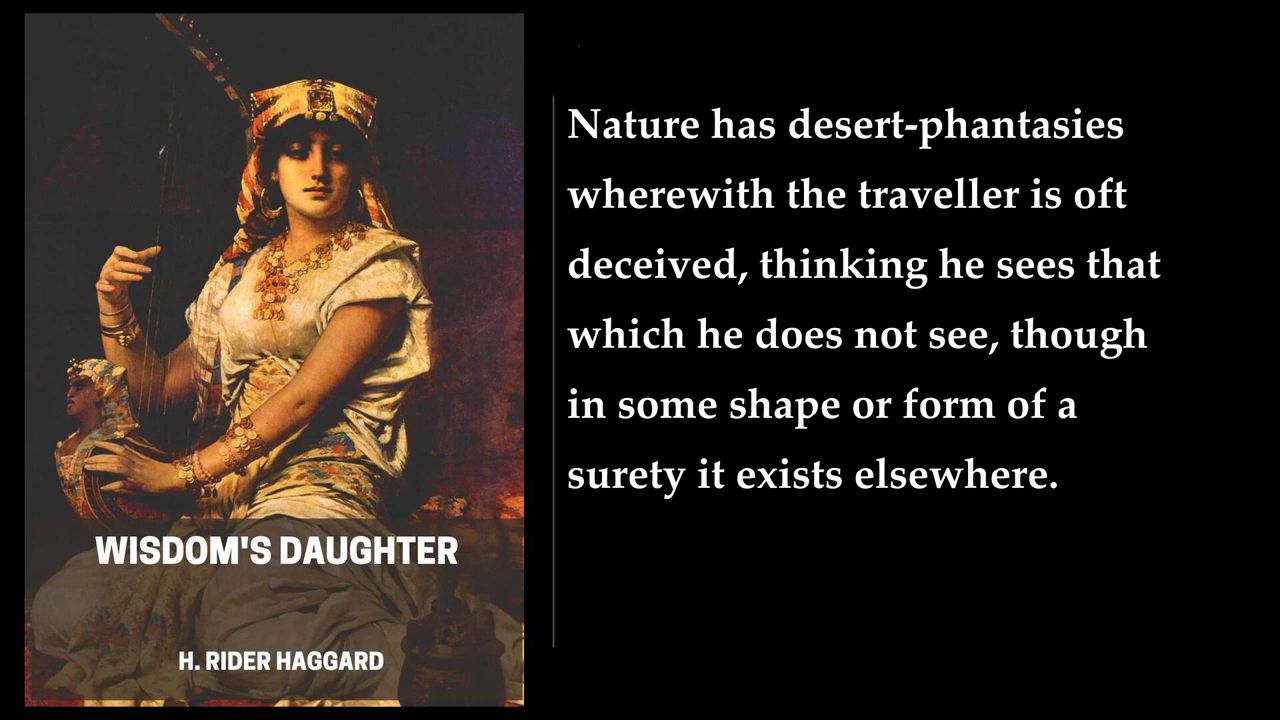 WISDOM'S DAUGHTER
H. RIDER HAGGARD
Nature has desert-phantasies
wherewith the traveller is oft
deceived, thinking he sees that
which he does not see, though
in some shape or form of a
surety it exists elsewhere.